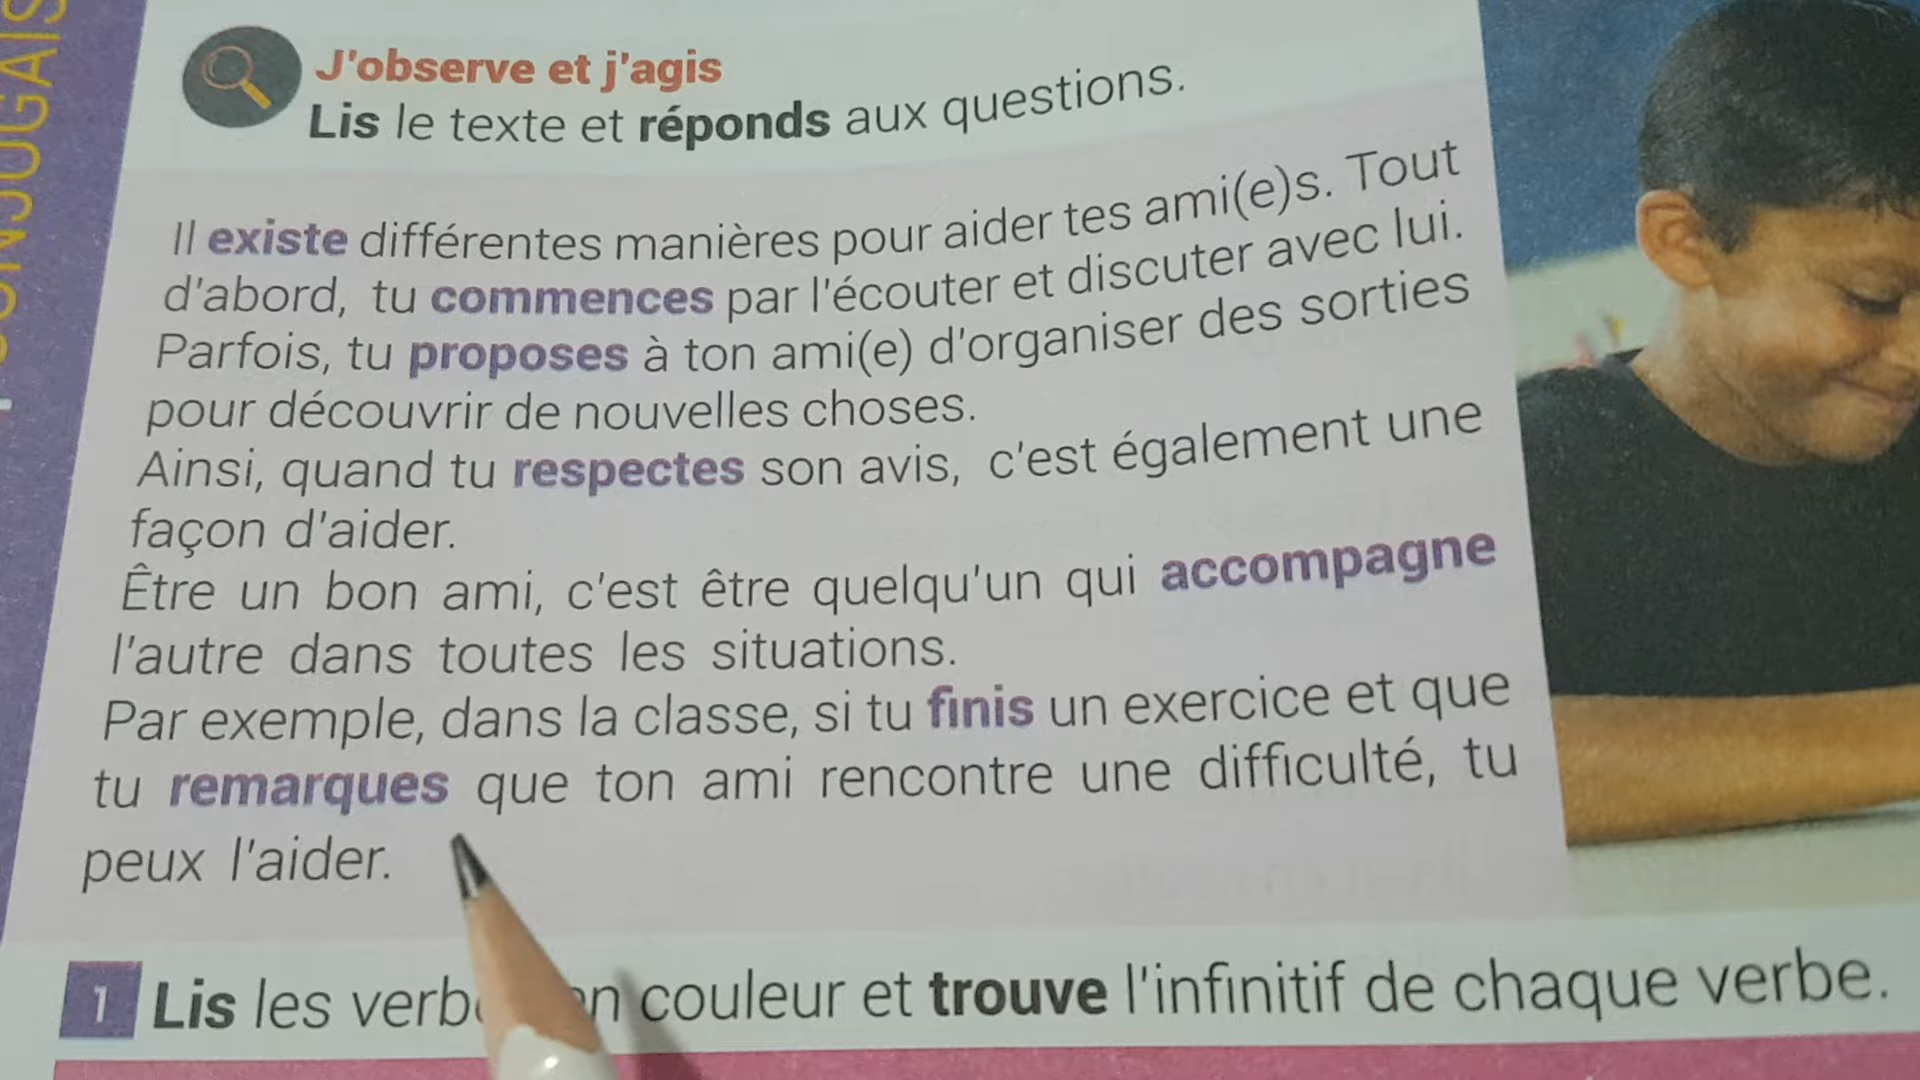 J'observe et j'agis
Lis le texte et réponds aux questions.
Il existe différentes manières pour aider tes ami(e)s. Tout
d'abord, tu commences par l'écouter et discuter avec lui.
Parfois, tu proposes à ton ami(e) d'organiser des sorties
pour découvrir de nouvelles choses.
Ainsi, quand tu respectes son avis, c'est également une
façon d'aider.
Être un bon ami, c'est être quelqu'un qui accompagne
l'autre dans toutes les situations.
Par exemple, dans la classe, si tu finis un exercice et que
tu remarques que ton ami rencontre une difficulté, tu
peux l'aider.
1 Lis les couleur et trouve l'infinitif de chaque verbe.